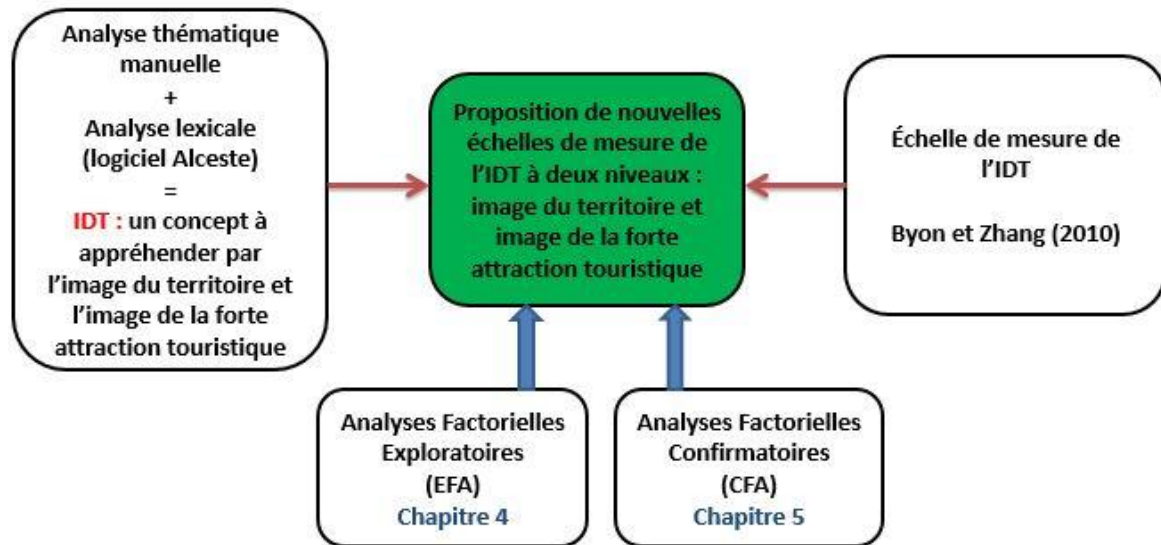 Analyse thématique
manuelle
+
Analyse lexicale
(logiciel Alceste)
=
IDT : un concept à
appréhender par
l’image du territoire et
l’image de la forte
attraction touristique
Proposition de nouvelles
échelles de mesure de
l’IDT à deux niveaux :
image du territoire et
image de la forte
attraction touristique
Échelle de mesure de
l’IDT
Byon et Zhang (2010)
Analyses Factorielles
Exploratoires
(EFA)
Chapitre 4
Analyses Factorielles
Confirmatoires
(CFA)
Chapitre 5